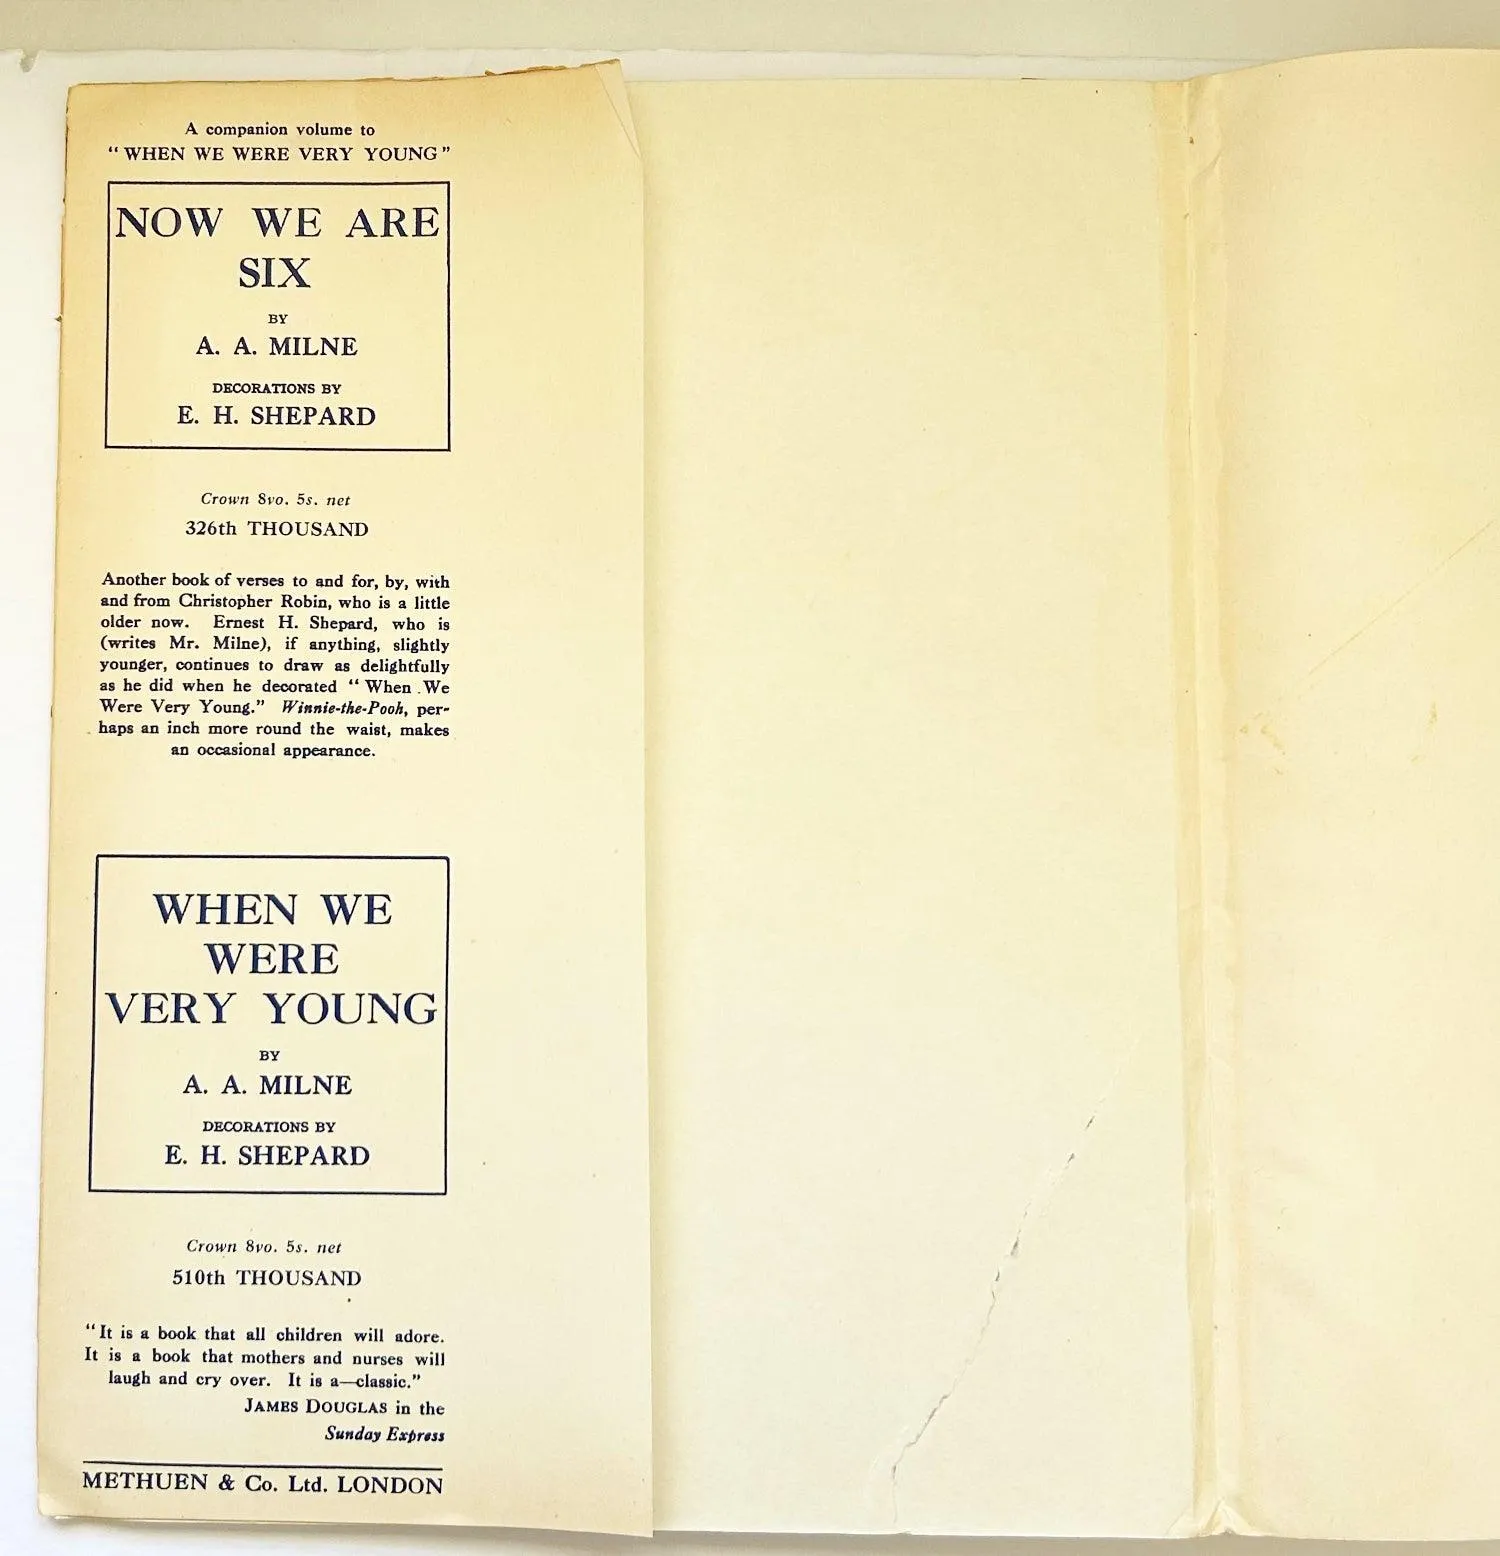 A companion volume to
“WHEN WE WERE VERY YOUNG”
NOW WE ARE
SIX
BY
A. A. MILNE
DECORATIONS BY
E. H. SHEPARD
Crown 8vo. 5s. net
326th THOUSAND
Another book of verses to and for, by, with
and from Christopher Robin, who is a little
older now. Ernest H. Shepard, who is
(writes Mr. Milne), if anything, slightly
younger, continues to draw as delightfully
as he did when he decorated “When We
Were Very Young.” Winnie-the-Pooh, per-
haps an inch more round the waist, makes
an occasional appearance.
WHEN WE
WERE
VERY YOUNG
BY
A. A. MILNE
DECORATIONS BY
E. H. SHEPARD
Crown 8vo. 5s. net
510th THOUSAND
“It is a book that all children will adore.
It is a book that mothers and nurses will
laugh and cry over. It is a—classic.”
JAMES DOUGLAS in the
Sunday Express
METHUEN & Co. Ltd. LONDON